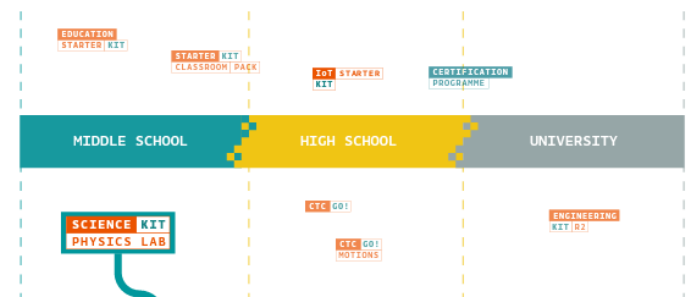 EDUCATION
STARTER KIT
STARTER KIT
CLASSROOM PACK
IoT STARTER
KIT
CERTIFICATION
PROGRAMME
MIDDLE SCHOOL
HIGH SCHOOL
UNIVERSITY
SCIENCE KIT
PHYSICS LAB
CTC GO!
CTC GO!
MOTIONS
ENGINEERING
KIT R2